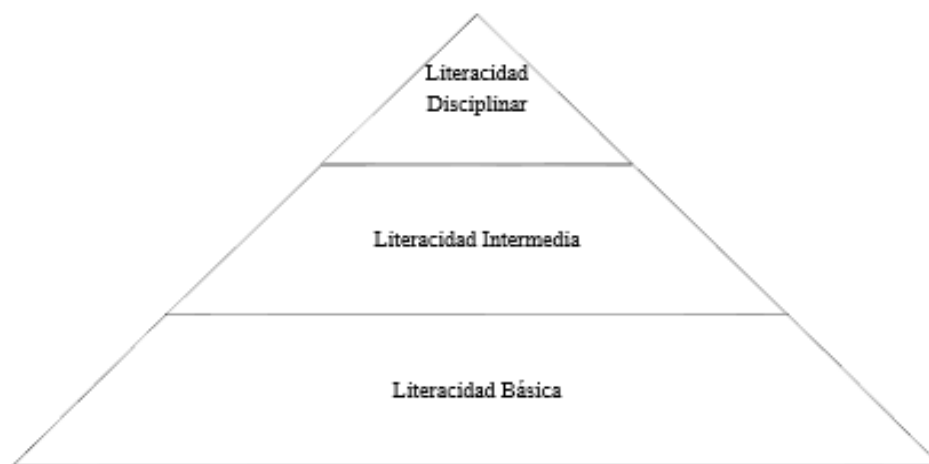 Literacidad
Disciplinar
Literacidad Intermedia
Literacidad Básica